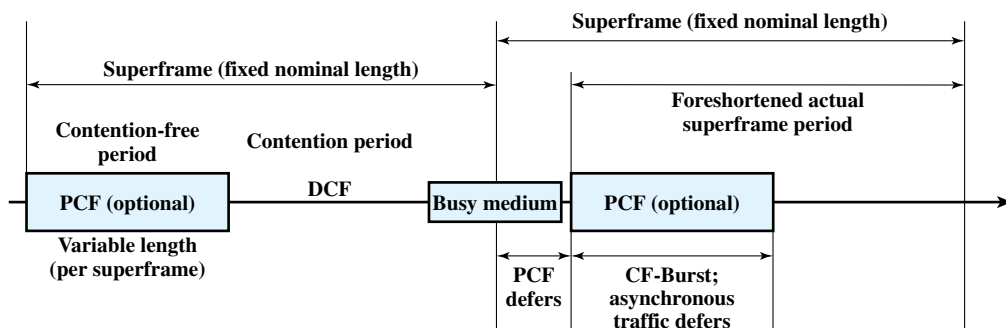 Superframe (fixed nominal length)
Superframe (fixed nominal length)
Foreshortened actual
superframe period
Contention-free
period
Contention period
PCF (optional)
DCF
Busy medium
PCF (optional)
Variable length
(per superframe)
PCF
defers
CF-Burst;
asynchronous
traffic defers